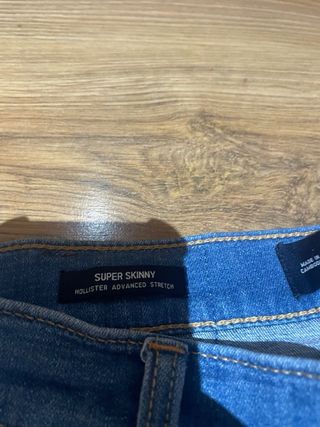 SUPER SKINNY
HOLLISTER ADVANCED STRETCH
MADE IN